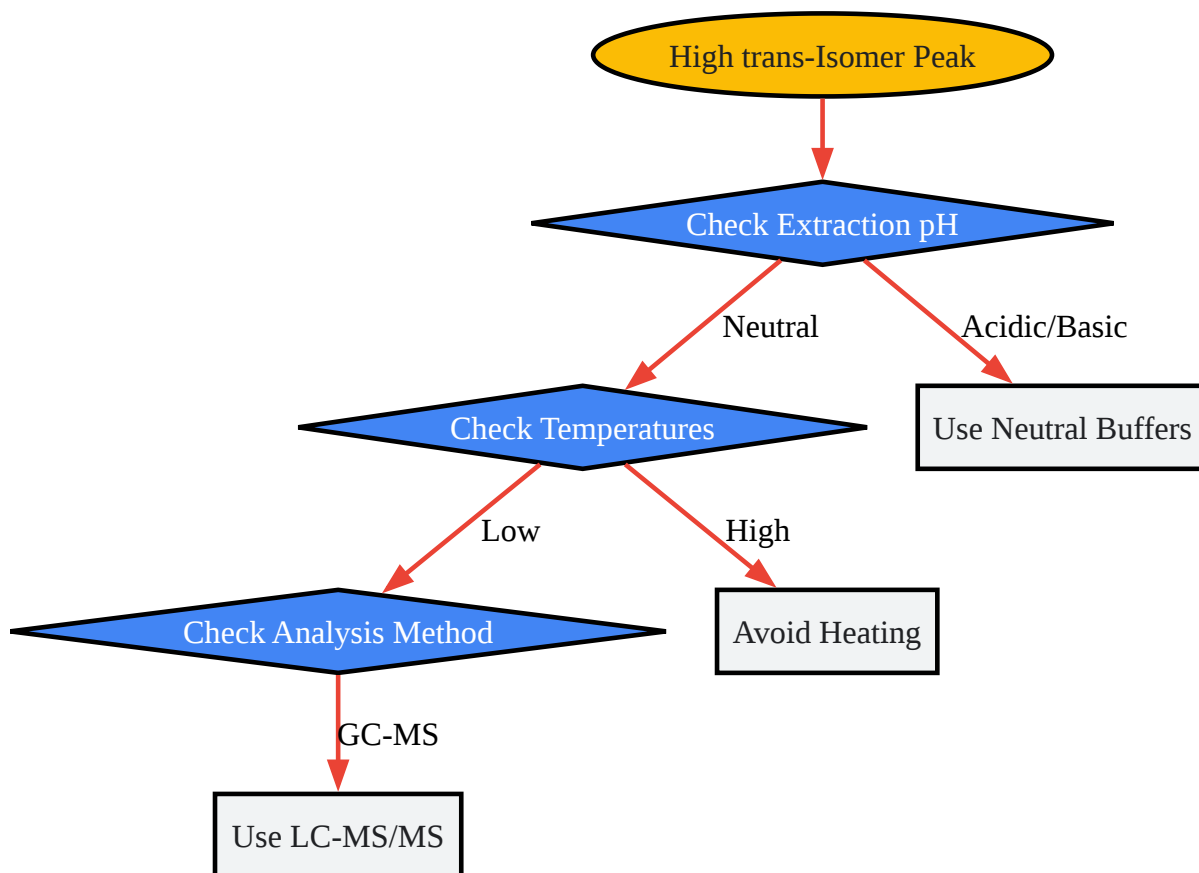 High trans-Isomer Peak
Check Extraction pH
Neutral
Acidic/Basic
Check Temperatures
Use Neutral Buffers
Low
High
Check Analysis Method
Avoid Heating
GC-MS
Use LC-MS/MS